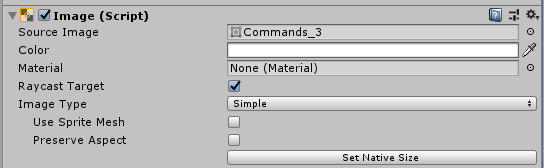 Image (Script)
Source Image Commands_3
Color
Material None (Material)
Raycast Target
Image Type Simple
Use Sprite Mesh
Preserve Aspect
Set Native Size